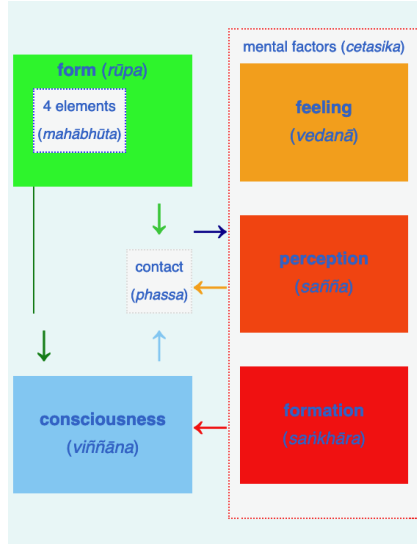 form (rūpa)
4 elements
(mahābhūta)
contact
(phassa)
consciousness
(viññāna)
mental factors (cetasika)
feeling
(vedanā)
perception
(sañña)
formation
(saṅkhāra)